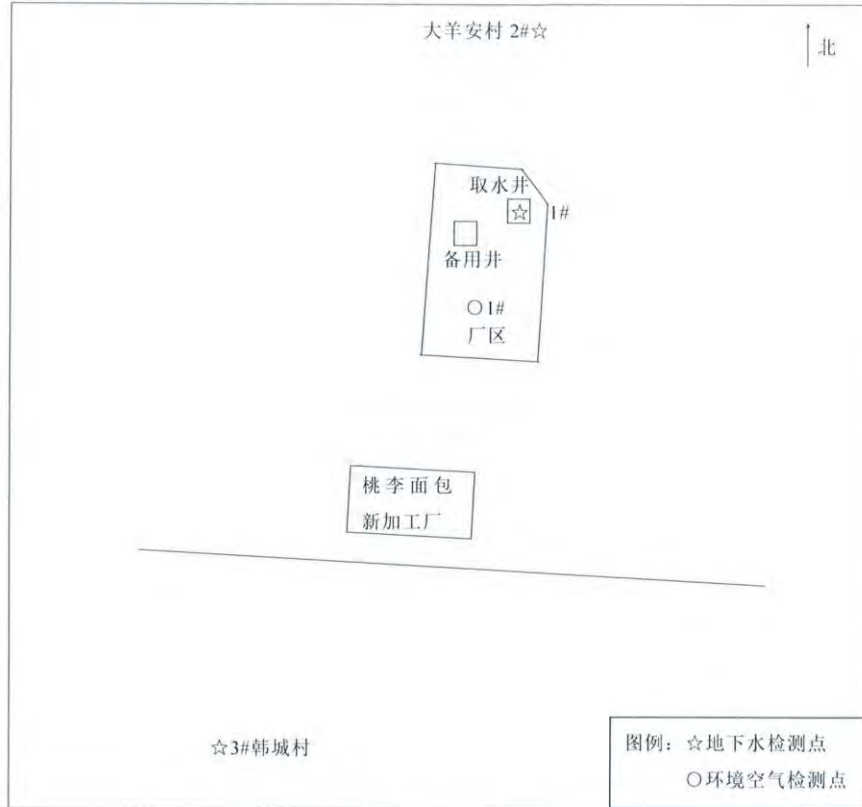 大羊安村 2#☆
北
取水井
☆ 1#
备用井
○1#
厂区
桃李面包
新加工厂
☆3#韩城村
图例：☆地下水检测点
○环境空气检测点